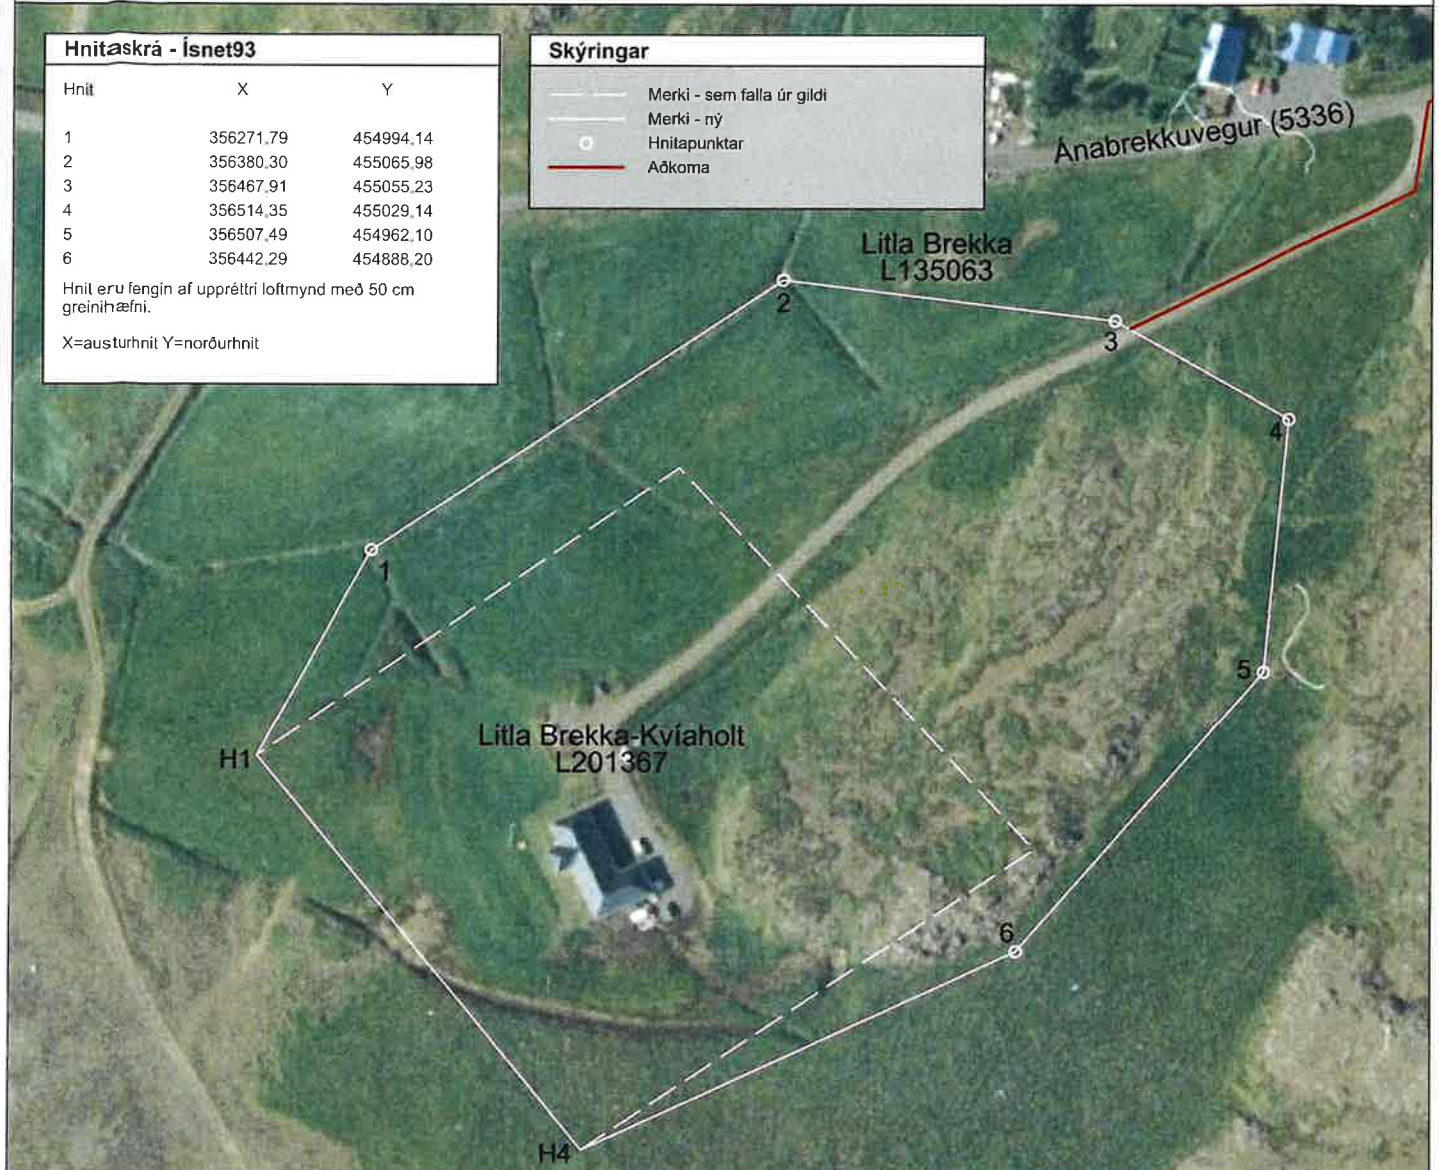 Hnitaskrá - Ísnet93
Hnit X Y
1 356271,79 454994,14
2 356380,30 455065,98
3 356467,91 455055,23
4 356514,35 455029,14
5 356507,49 454962,10
6 356442,29 454888,20
Hnit eru fengin af uppréttri loftmynd með 50 cm
greinihæfni.
X=austurhnit Y=norðurhnit
Skýringar
Merki - sem falla úr gildi
Merki - ný
Hnitapunktar
Aðkoma
Ánabrekkuvegur (5336)
Litla Brekka
L135063
2
3
4
1
5
H1
Litla Brekka-Kvíaholt
L201367
6
H4